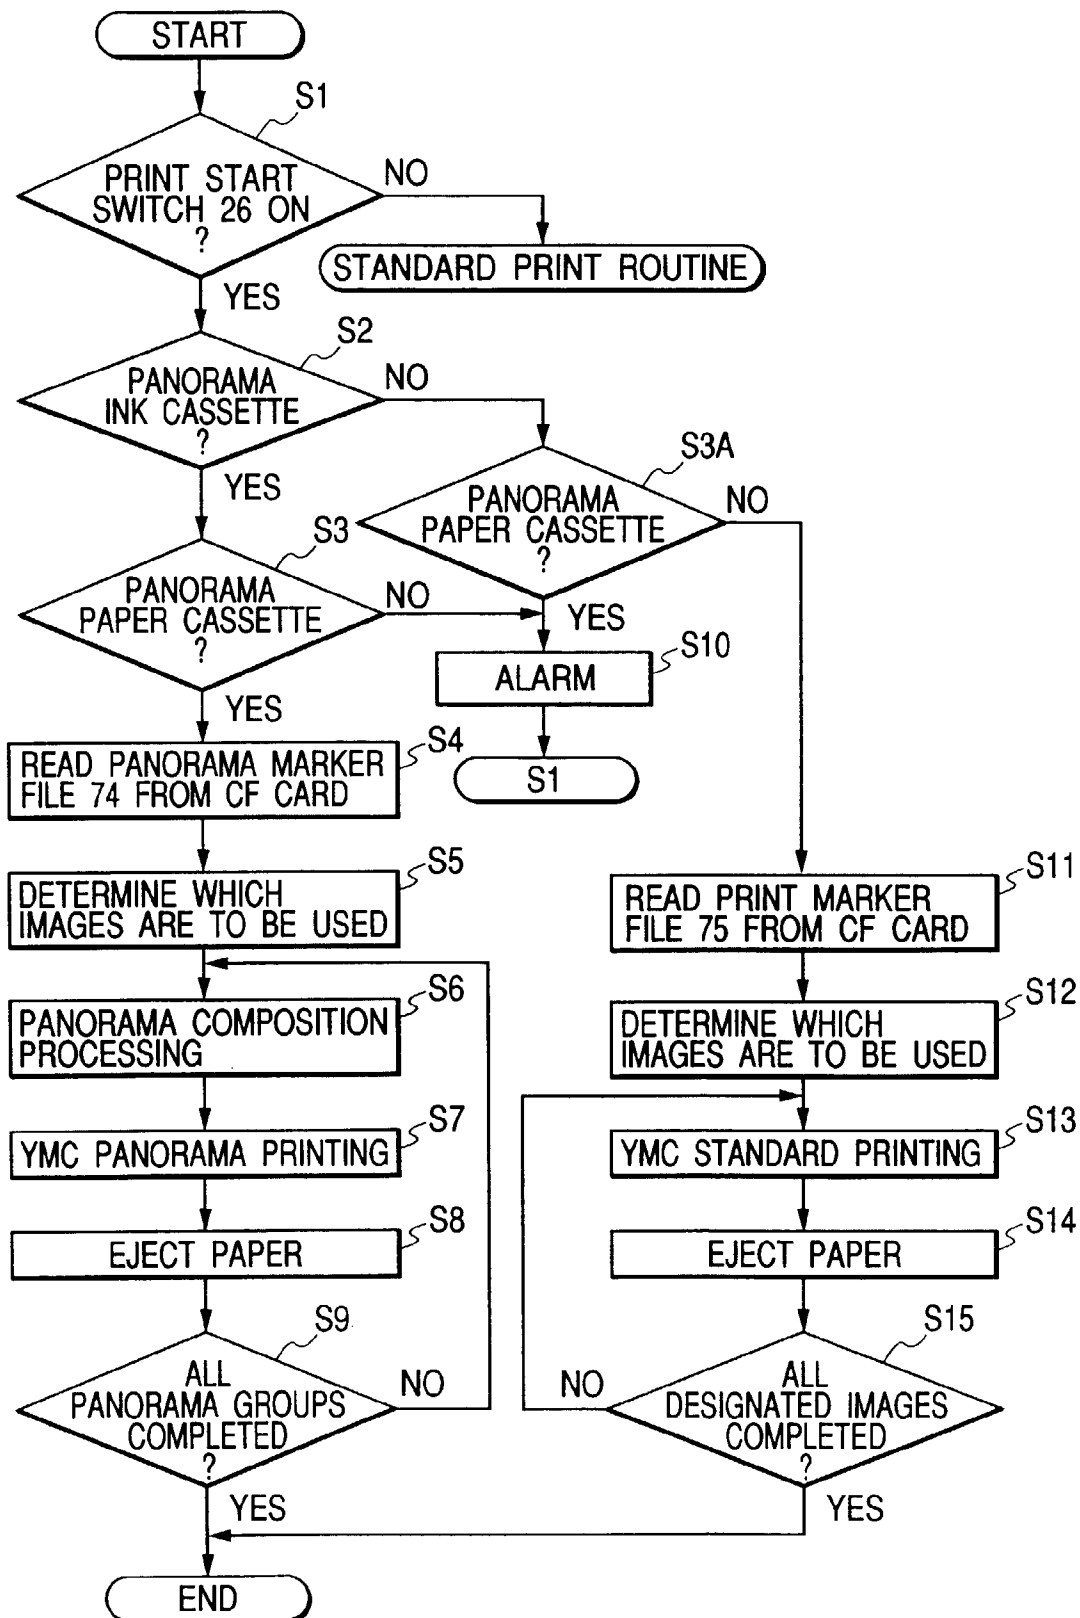 START
S1
PRINT START
SWITCH 26 ON
?
NO
STANDARD PRINT ROUTINE
YES
S2
PANORAMA
INK CASSETTE
?
NO
YES
S3A
PANORAMA
PAPER CASSETTE
?
NO
YES
S3
PANORAMA
PAPER CASSETTE
?
NO
YES
S10
ALARM
S1
S4
READ PANORAMA MARKER
FILE 74 FROM CF CARD
S5
DETERMINE WHICH
IMAGES ARE TO BE USED
S6
PANORAMA COMPOSITION
PROCESSING
S7
YMC PANORAMA PRINTING
S8
EJECT PAPER
S9
ALL
PANORAMA GROUPS
COMPLETED
?
NO
YES
S11
READ PRINT MARKER
FILE 75 FROM CF CARD
S12
DETERMINE WHICH
IMAGES ARE TO BE USED
S13
YMC STANDARD PRINTING
S14
EJECT PAPER
S15
ALL
DESIGNATED IMAGES
COMPLETED
?
NO
YES
END